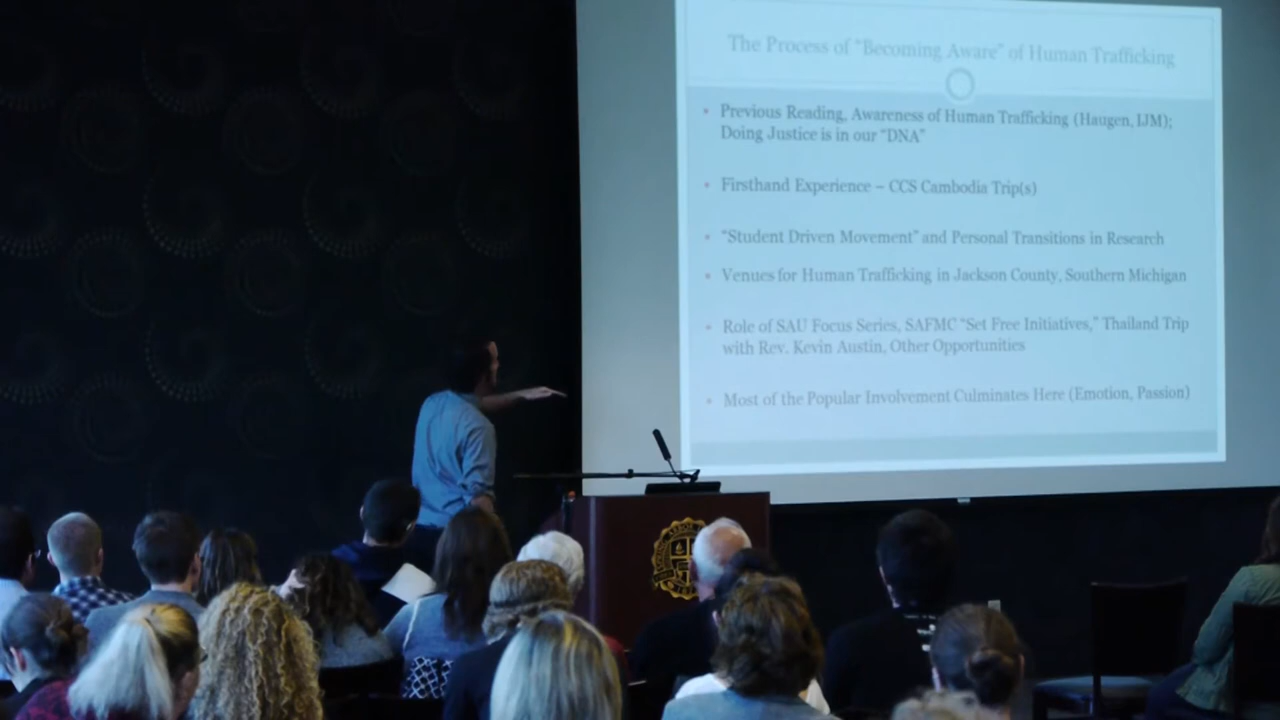 The Process of "Becoming Aware" of Human Trafficking
• Previous Reading, Awareness of Human Trafficking (Haugen, IJM);
Doing Justice is in our "DNA"
• Firsthand Experience – CCS Cambodia Trip(s)
• "Student Driven Movement" and Personal Transitions in Research
• Venues for Human Trafficking in Jackson County, Southern Michigan
• Role of SAU Focus Series, SAFMC "Set Free Initiatives," Thailand Trip
with Rev. Kevin Austin, Other Opportunities
• Most of the Popular Involvement Culminates Here (Emotion, Passion)